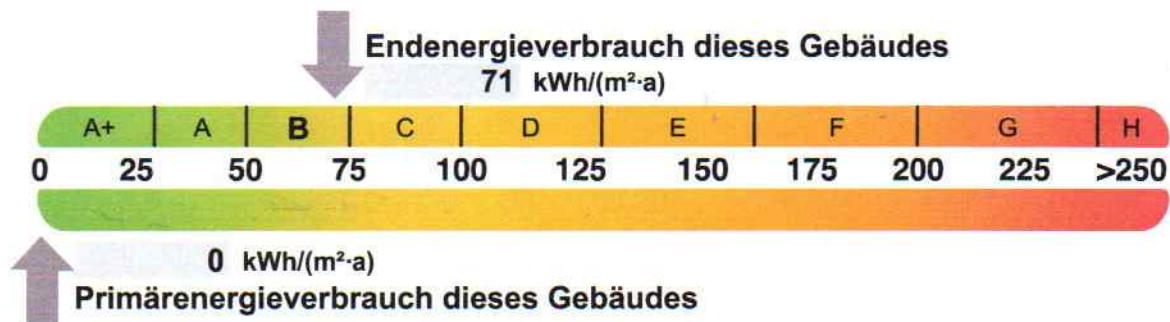 Endenergieverbrauch dieses Gebäudes
71 kWh/(m²·a)
A+ A B C D E F G H
0 25 50 75 100 125 150 175 200 225 >250
0 kWh/(m²·a)
Primärenergieverbrauch dieses Gebäudes